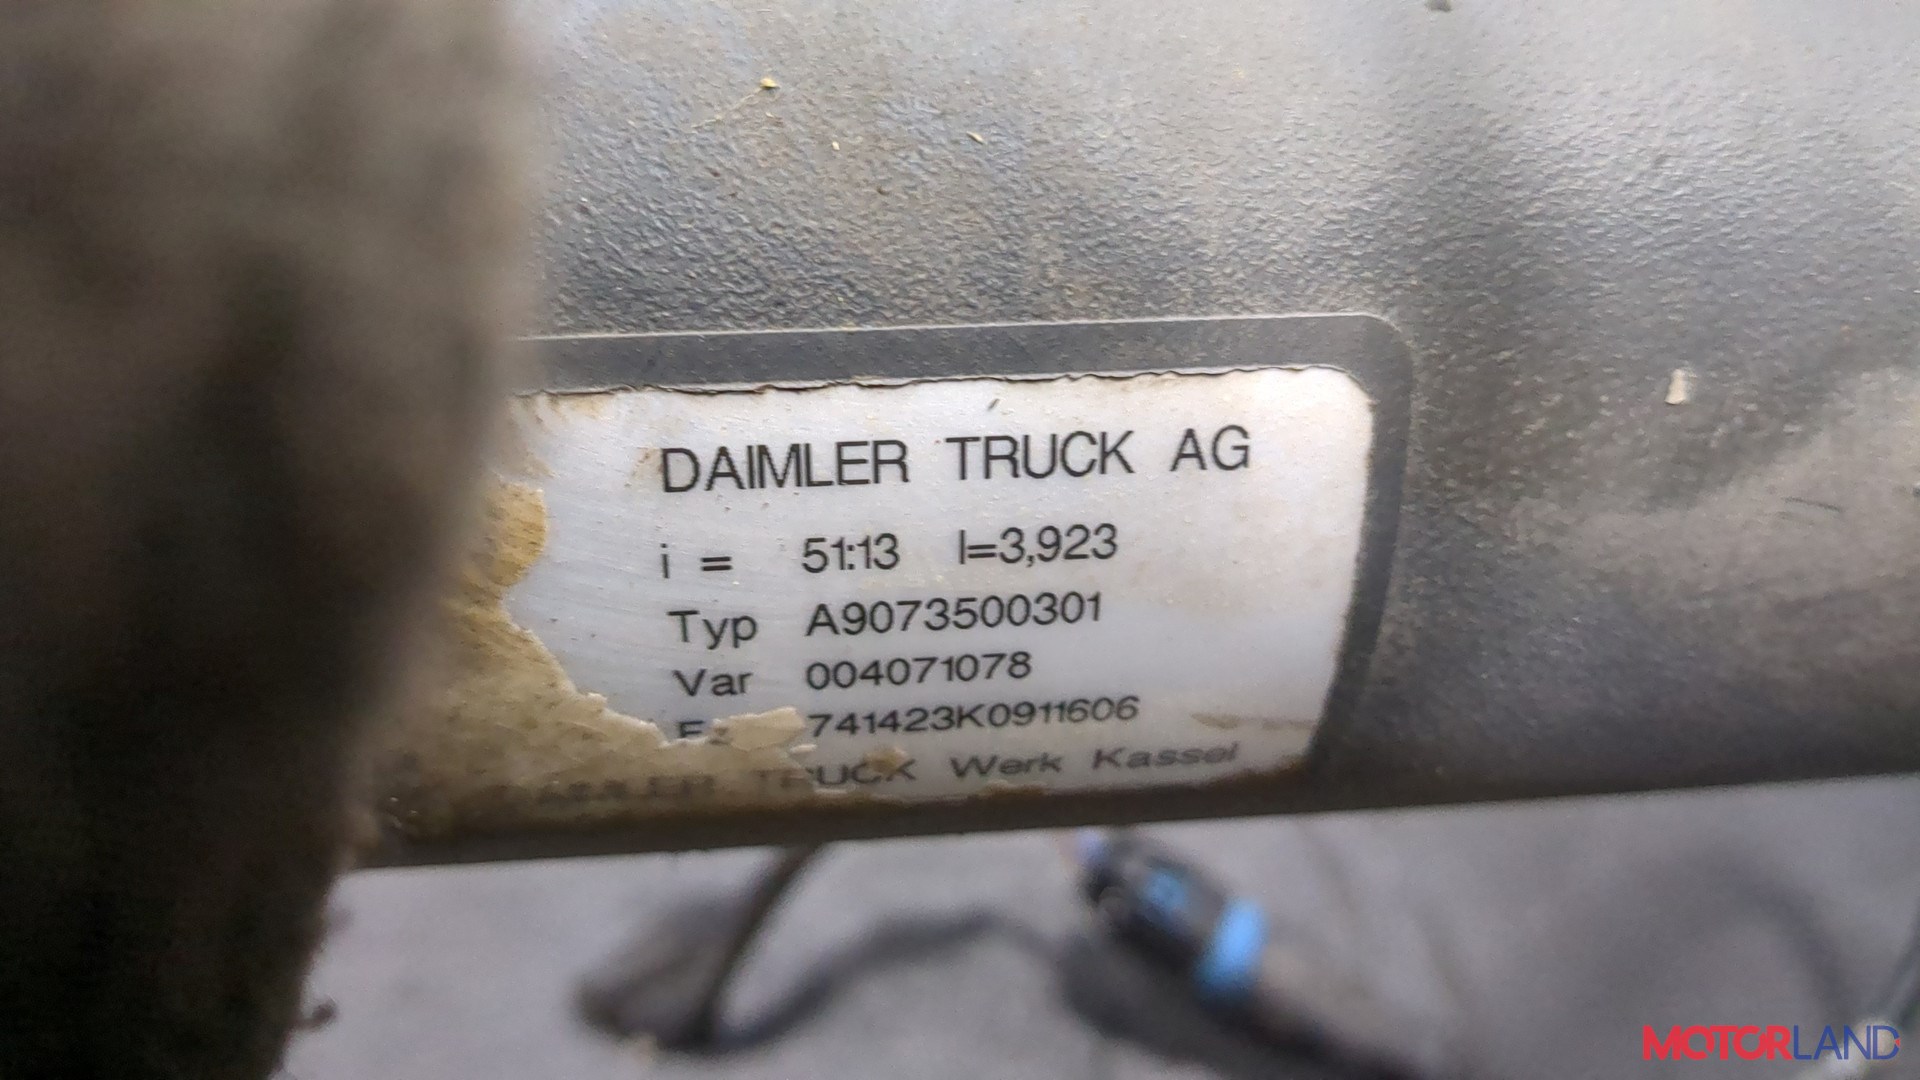 DAIMLER TRUCK AG
i = 51:13 I=3,923
Typ A9073500301
Var 004071078
741423K0911606
TRUCK Werk Kassel
MOTORLAND